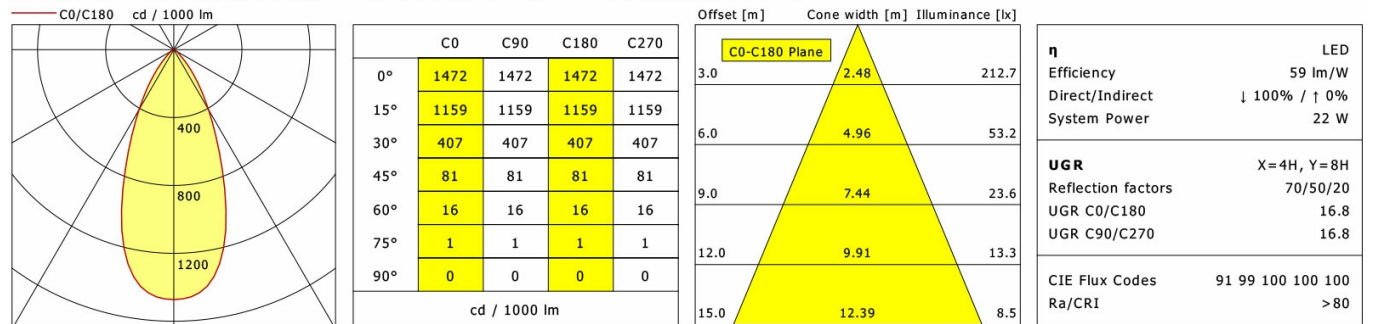 C0/C180 cd / 1000 lm
400
800
1200
C0 C90 C180 C270
0° 1472 1472 1472 1472
15° 1159 1159 1159 1159
30° 407 407 407 407
45° 81 81 81 81
60° 16 16 16 16
75° 1 1 1 1
90° 0 0 0 0
cd / 1000 lm
Offset [m] Cone width [m] Illuminance [lx]
C0-C180 Plane
3.0 2.48 212.7
6.0 4.96 53.2
9.0 7.44 23.6
12.0 9.91 13.3
15.0 12.39 8.5
η LED
Efficiency 59 lm/W
Direct/Indirect ↓ 100% / ↑ 0%
System Power 22 W
UGR X=4H, Y=8H
Reflection factors 70/50/20
UGR C0/C180 16.8
UGR C90/C270 16.8
CIE Flux Codes 91 99 100 100 100
Ra/CRI >80